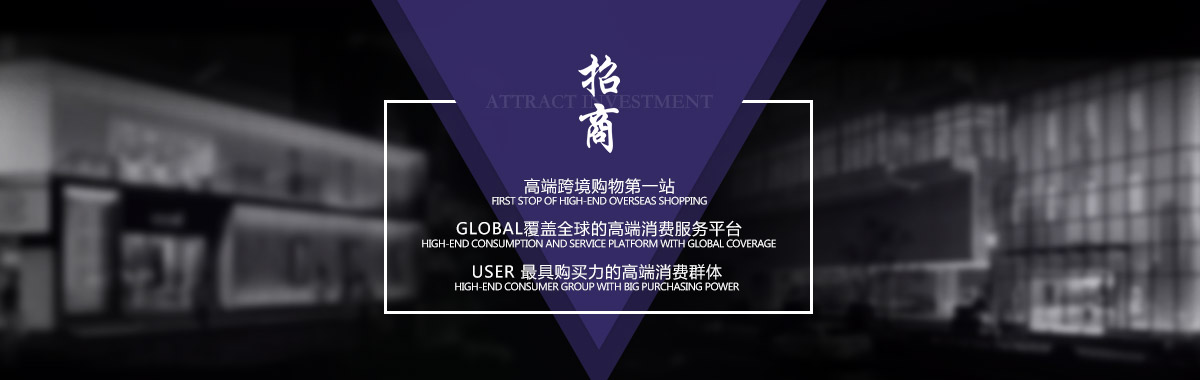 招
ATTRACT INVESTMENT
商
高端跨境购物第一站
FIRST STOP OF HIGH-END OVERSEAS SHOPPING
GLOBAL覆盖全球的高端消费服务平台
HIGH-END CONSUMPTION AND SERVICE PLATFORM WITH GLOBAL COVERAGE
USER 最具购买力的高端消费群体
HIGH-END CONSUMER GROUP WITH BIG PURCHASING POWER